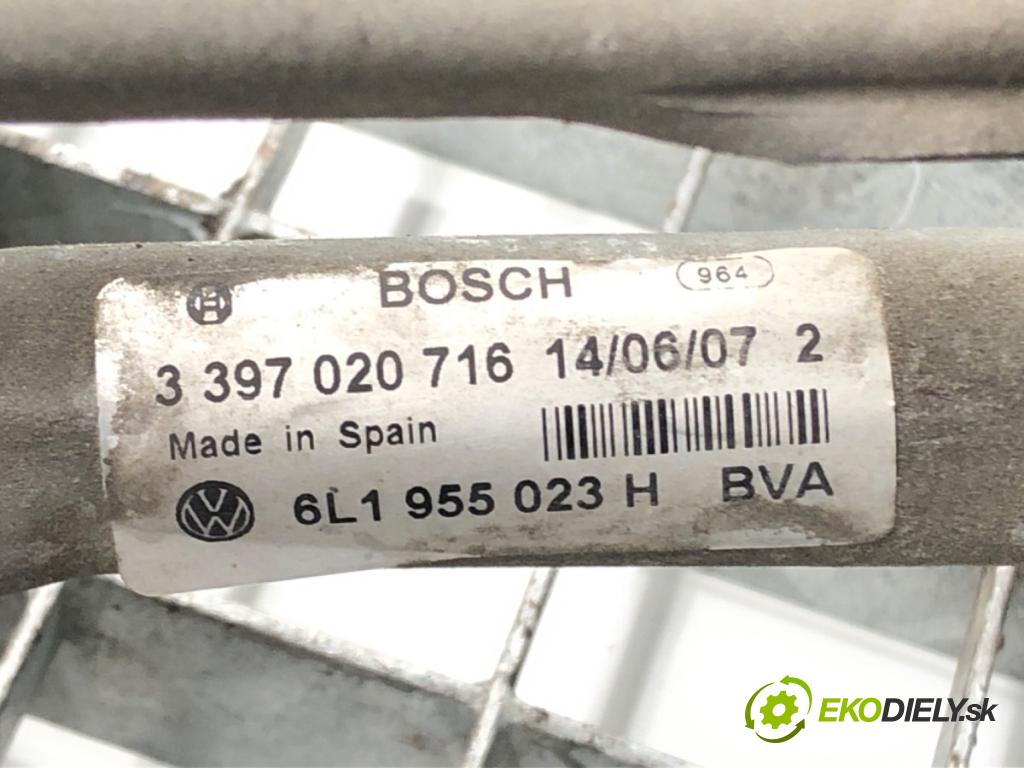 BOSCH 964
3 397 020 716 14/06/07 2
Made in Spain
6L1 955 023 H BVA
EKODIELY.sk